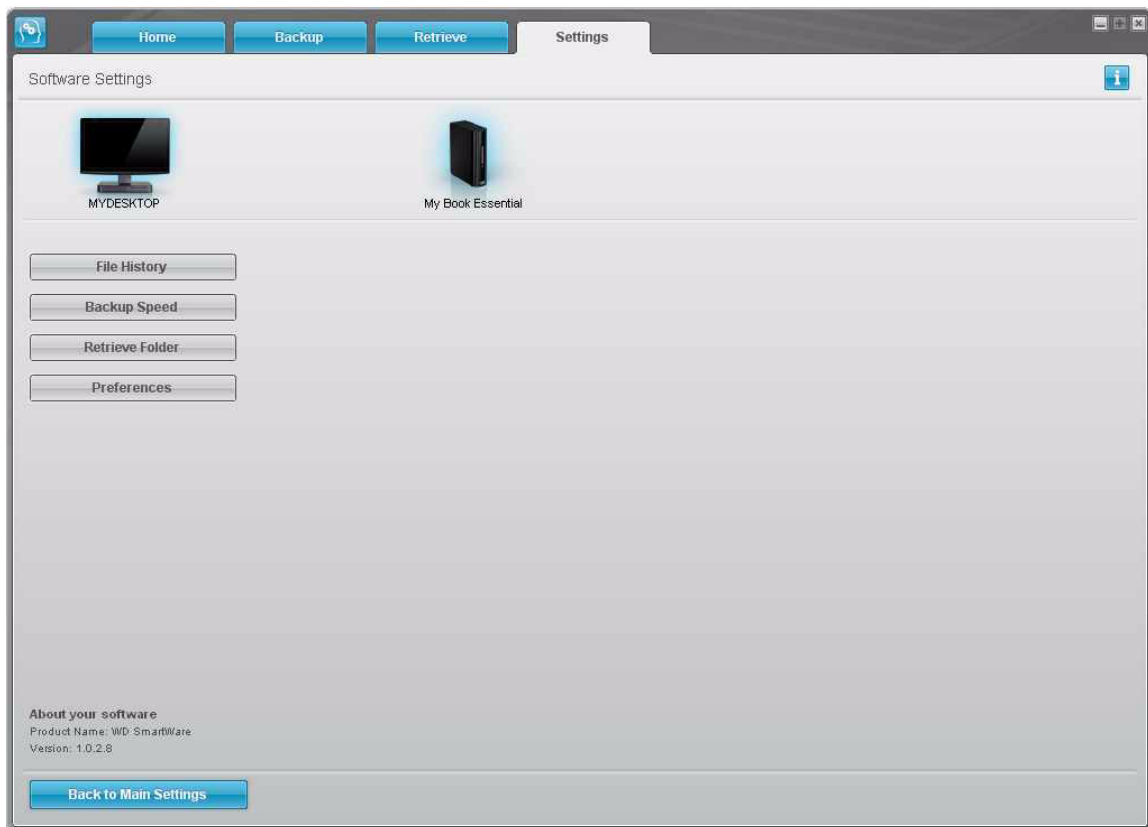 Home
Backup
Retrieve
Settings
Software Settings
i
MYDESKTOP
My Book Essential
File History
Backup Speed
Retrieve Folder
Preferences
About your software
Product Name: WD SmartWare
Version: 1.0.2.8
Back to Main Settings